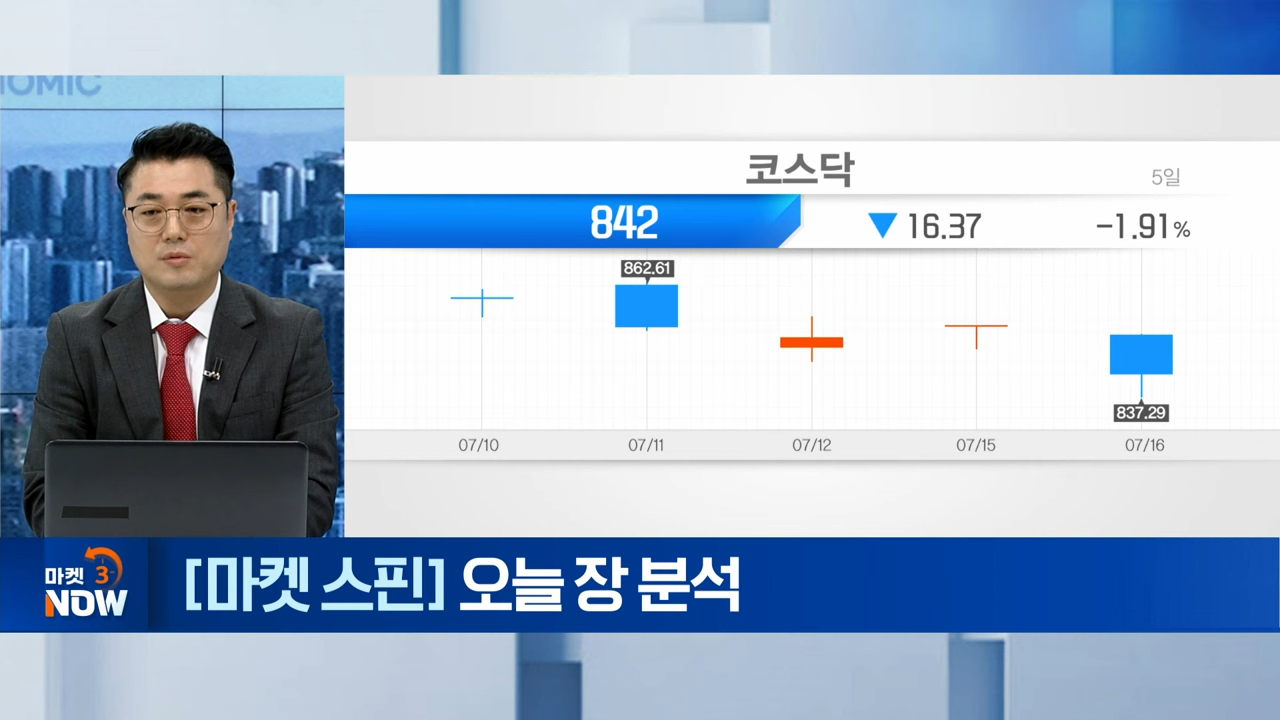 NOMIC
코스닥
5일
842 ▼ 16.37 -1.91%
862.61
837.29
07/10 07/11 07/12 07/15 07/16
마켓 3
NOW
[마켓 스핀] 오늘 장 분석